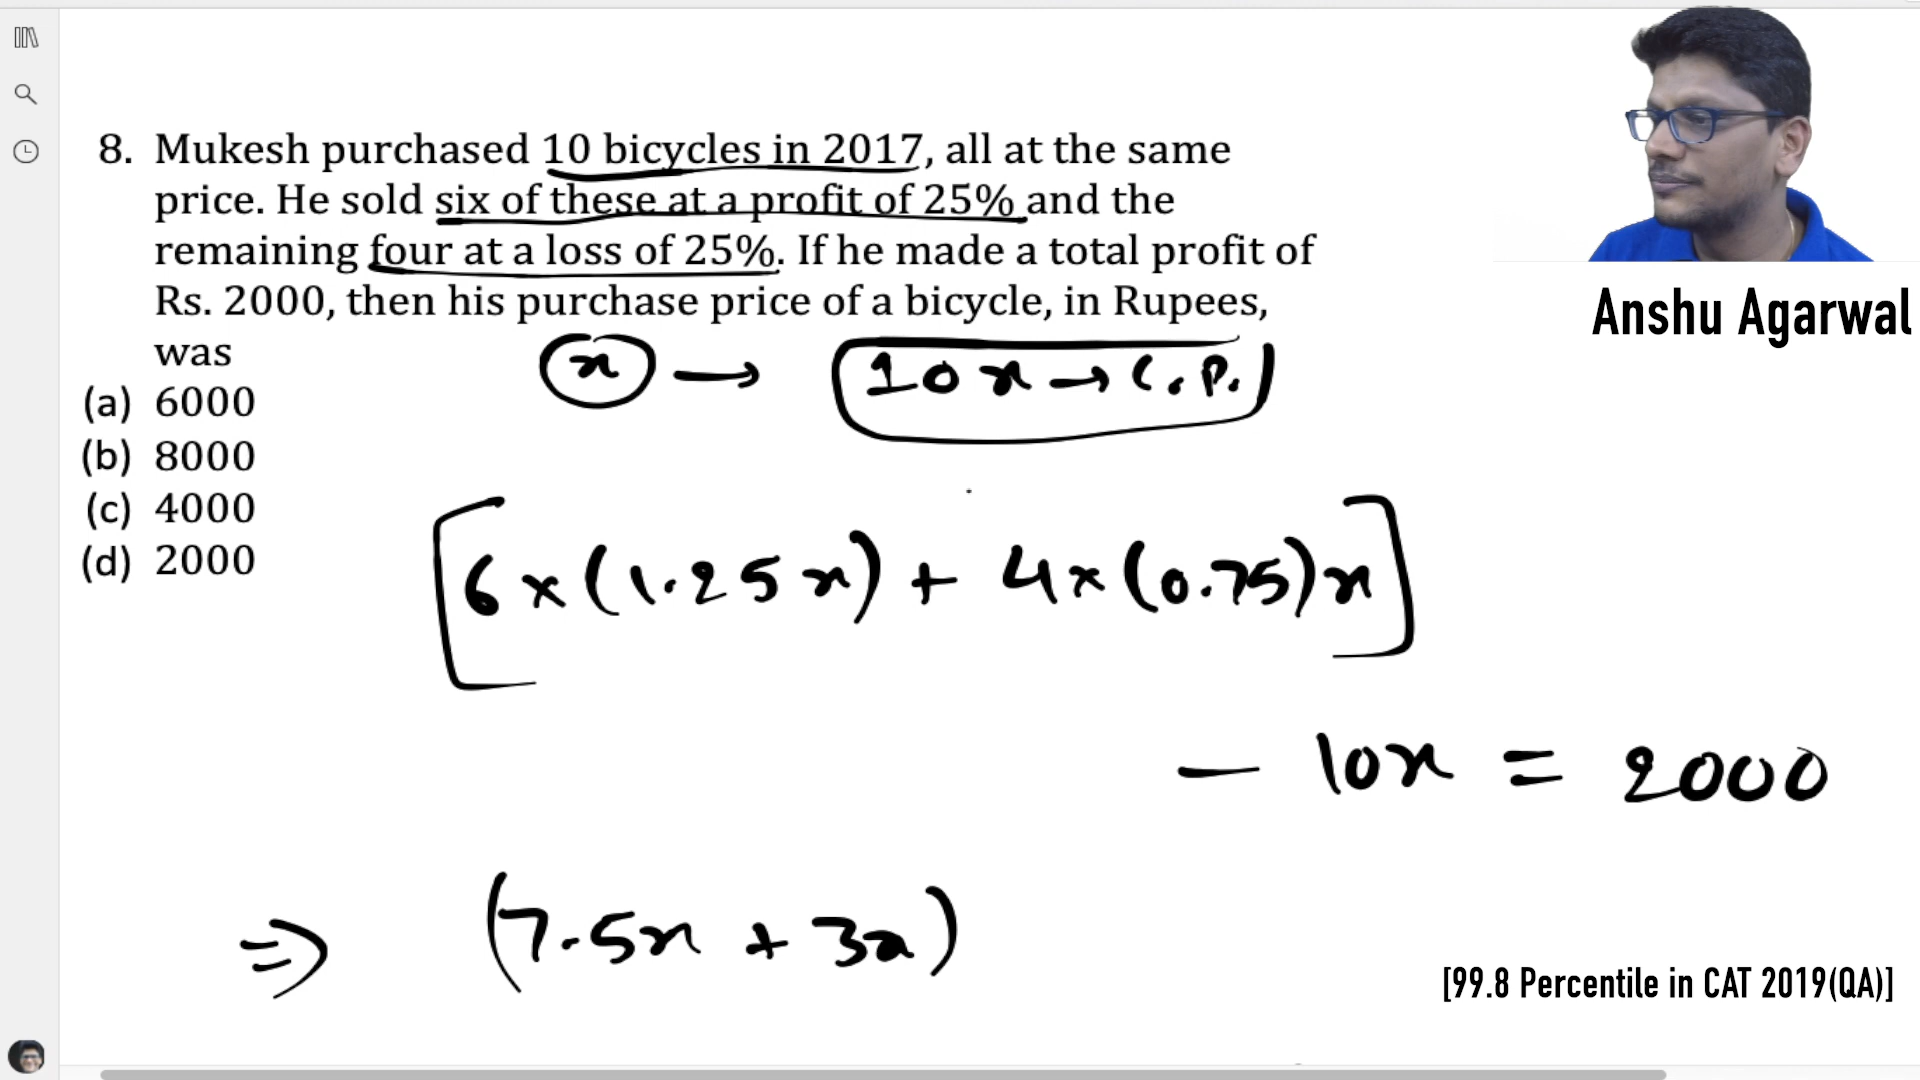 8. Mukesh purchased 10 bicycles in 2017, all at the same
price. He sold six of these at a profit of 25% and the
remaining four at a loss of 25%. If he made a total profit of
Rs. 2000, then his purchase price of a bicycle, in Rupees,
was
x → 10x → C.P.
(a) 6000
(b) 8000
(c) 4000
(d) 2000
[6×(1.25x) + 4×(0.75)x]
− 10x = 2000
⇒ (7.5x + 3x)
Anshu Agarwal
[99.8 Percentile in CAT 2019(QA)]